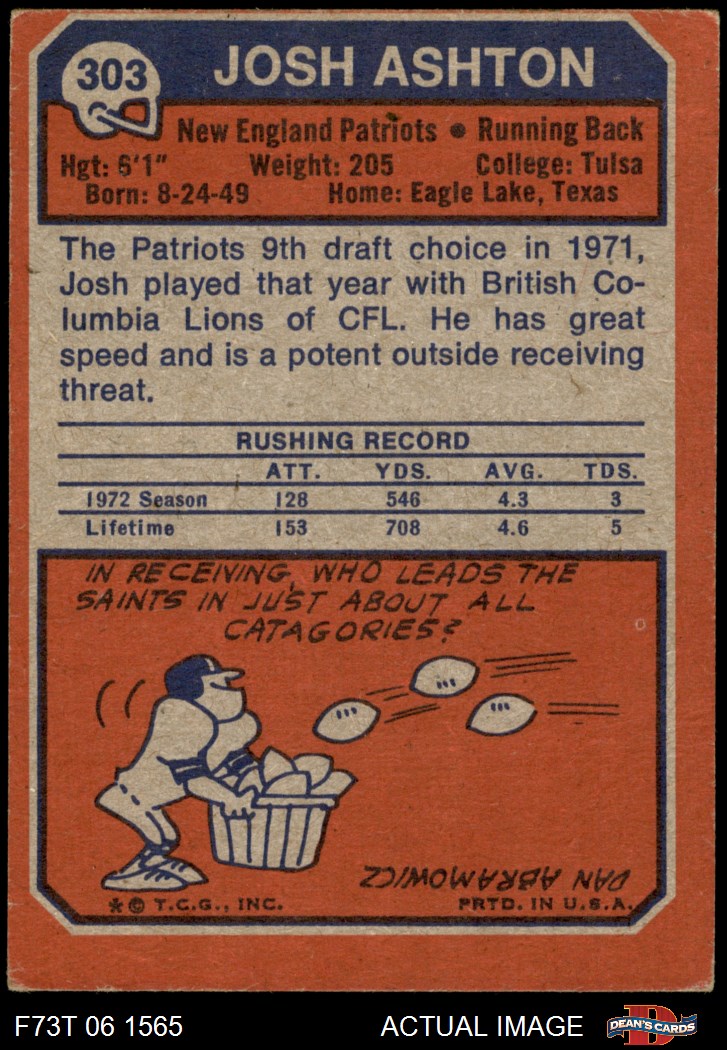 303
JOSH ASHTON
New England Patriots • Running Back
Hgt: 6'1" Weight: 205 College: Tulsa
Born: 8-24-49 Home: Eagle Lake, Texas
The Patriots 9th draft choice in 1971,
Josh played that year with British Co-
lumbia Lions of CFL. He has great
speed and is a potent outside receiving
threat.
RUSHING RECORD
ATT. YDS. AVG. TDS.
1972 Season 128 546 4.3 3
Lifetime 153 708 4.6 5
IN RECEIVING, WHO LEADS THE
SAINTS IN JUST ABOUT ALL
CATAGORIES?
DAN ABRAMOWICZ
* © T.C.G., INC. PRTD. IN U.S.A.
F73T 06 1565 ACTUAL IMAGE D DEAN'S CARDS